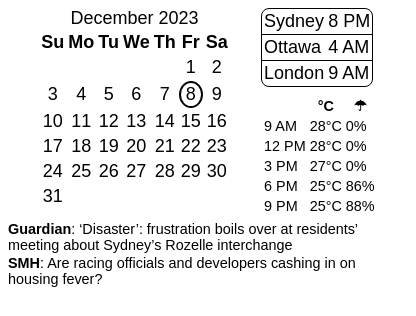 December 2023
Su Mo Tu We Th Fr Sa
1 2
3 4 5 6 7 8 9
10 11 12 13 14 15 16
17 18 19 20 21 22 23
24 25 26 27 28 29 30
31
Sydney 8 PM
Ottawa 4 AM
London 9 AM
°C ☂
9 AM 28°C 0%
12 PM 28°C 0%
3 PM 27°C 0%
6 PM 25°C 86%
9 PM 25°C 88%
Guardian: ‘Disaster’: frustration boils over at residents’
meeting about Sydney’s Rozelle interchange
SMH: Are racing officials and developers cashing in on
housing fever?